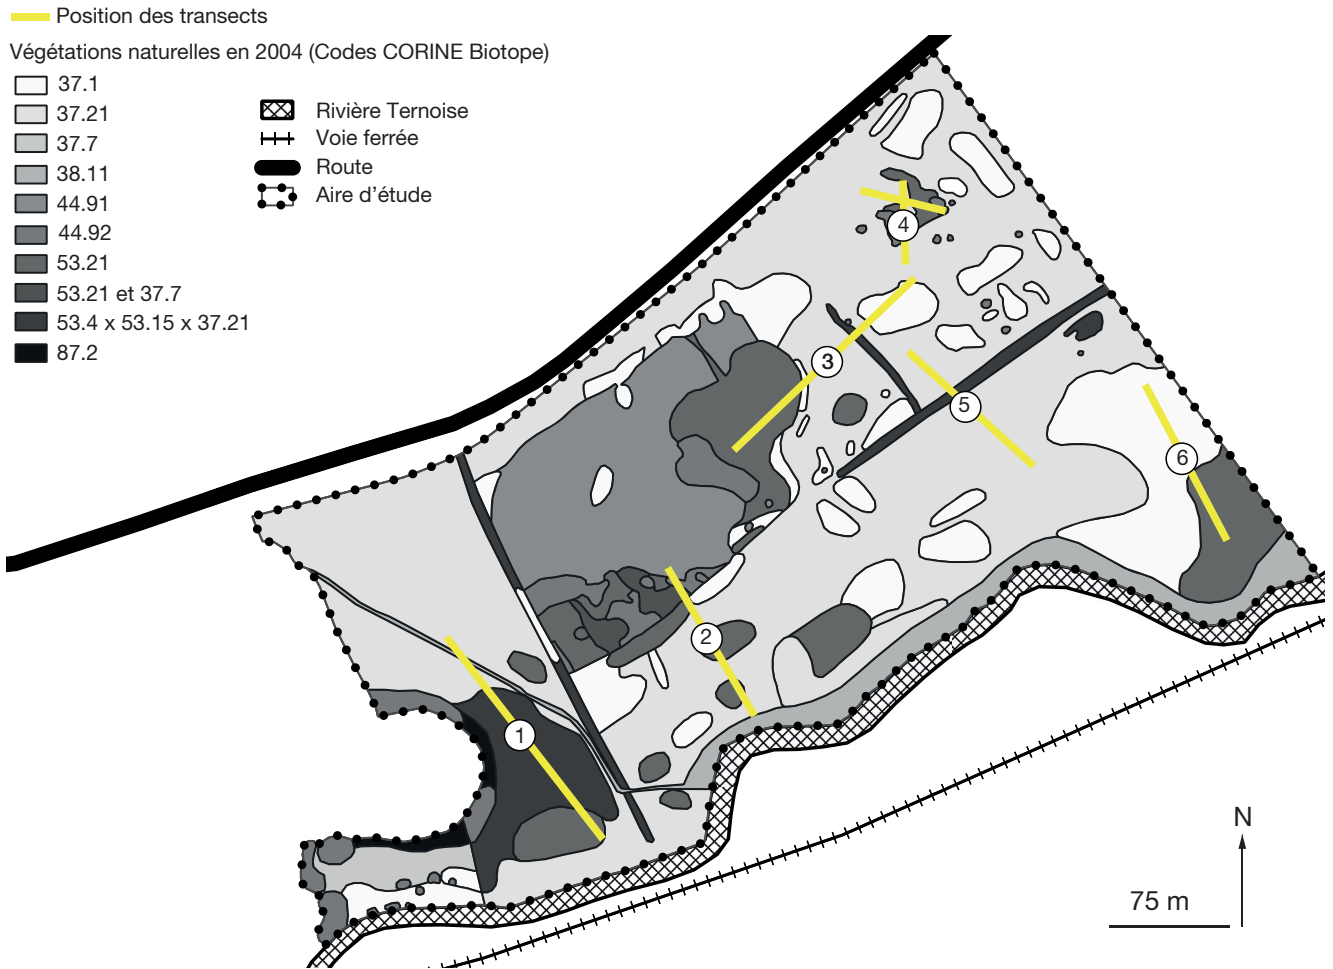 Position des transects
Végétations naturelles en 2004 (Codes CORINE Biotope)
37.1
37.21
37.7
38.11
44.91
44.92
53.21
53.21 et 37.7
53.4 x 53.15 x 37.21
87.2
Rivière Ternoise
Voie ferrée
Route
Aire d'étude
4
3
5
6
2
1
N
75 m